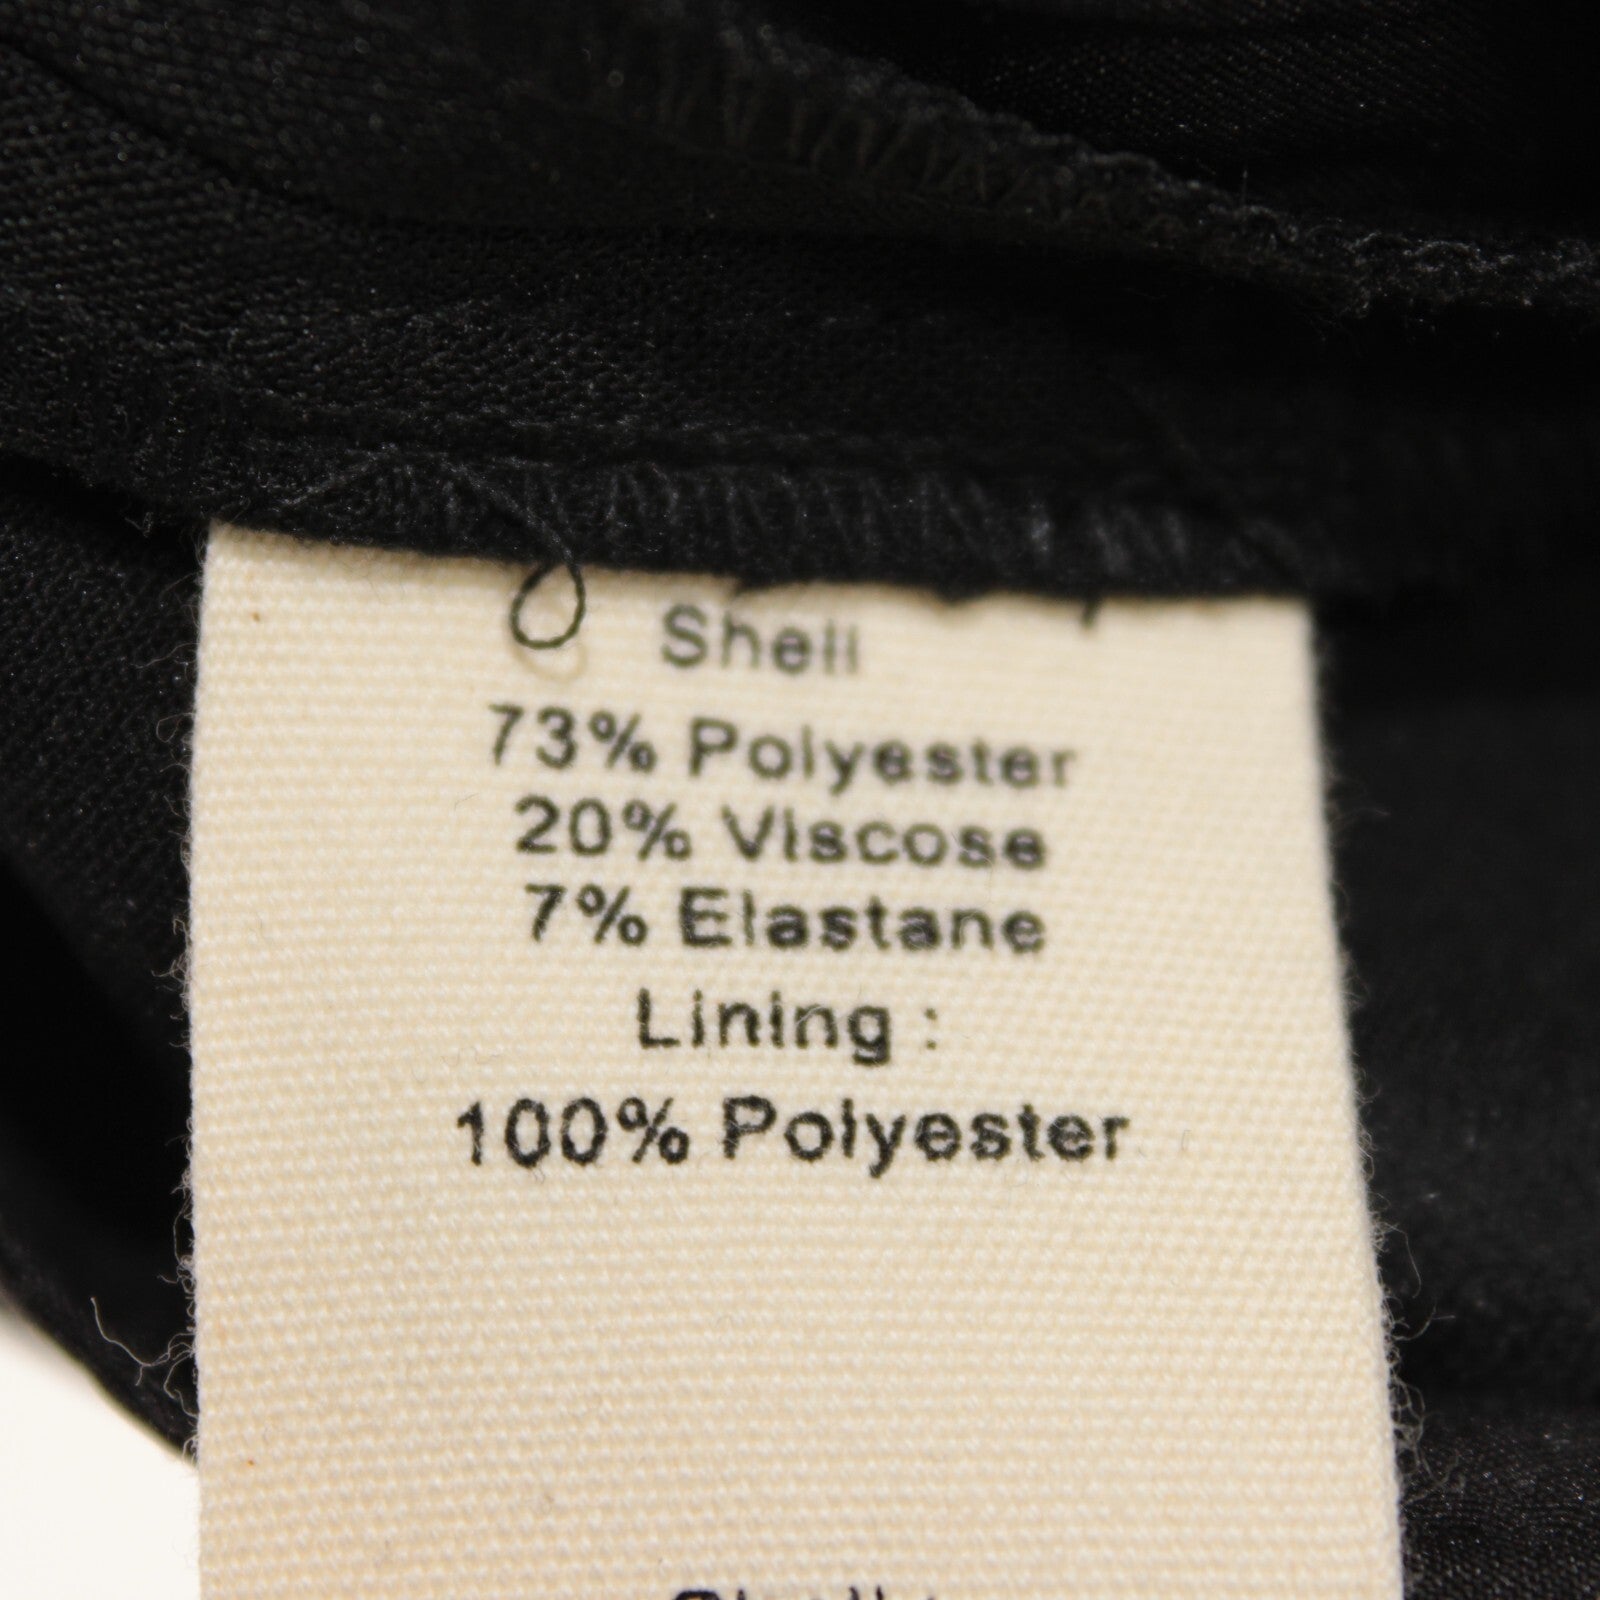 Shell
73% Polyester
20% Viscose
7% Elastane
Lining :
100% Polyester